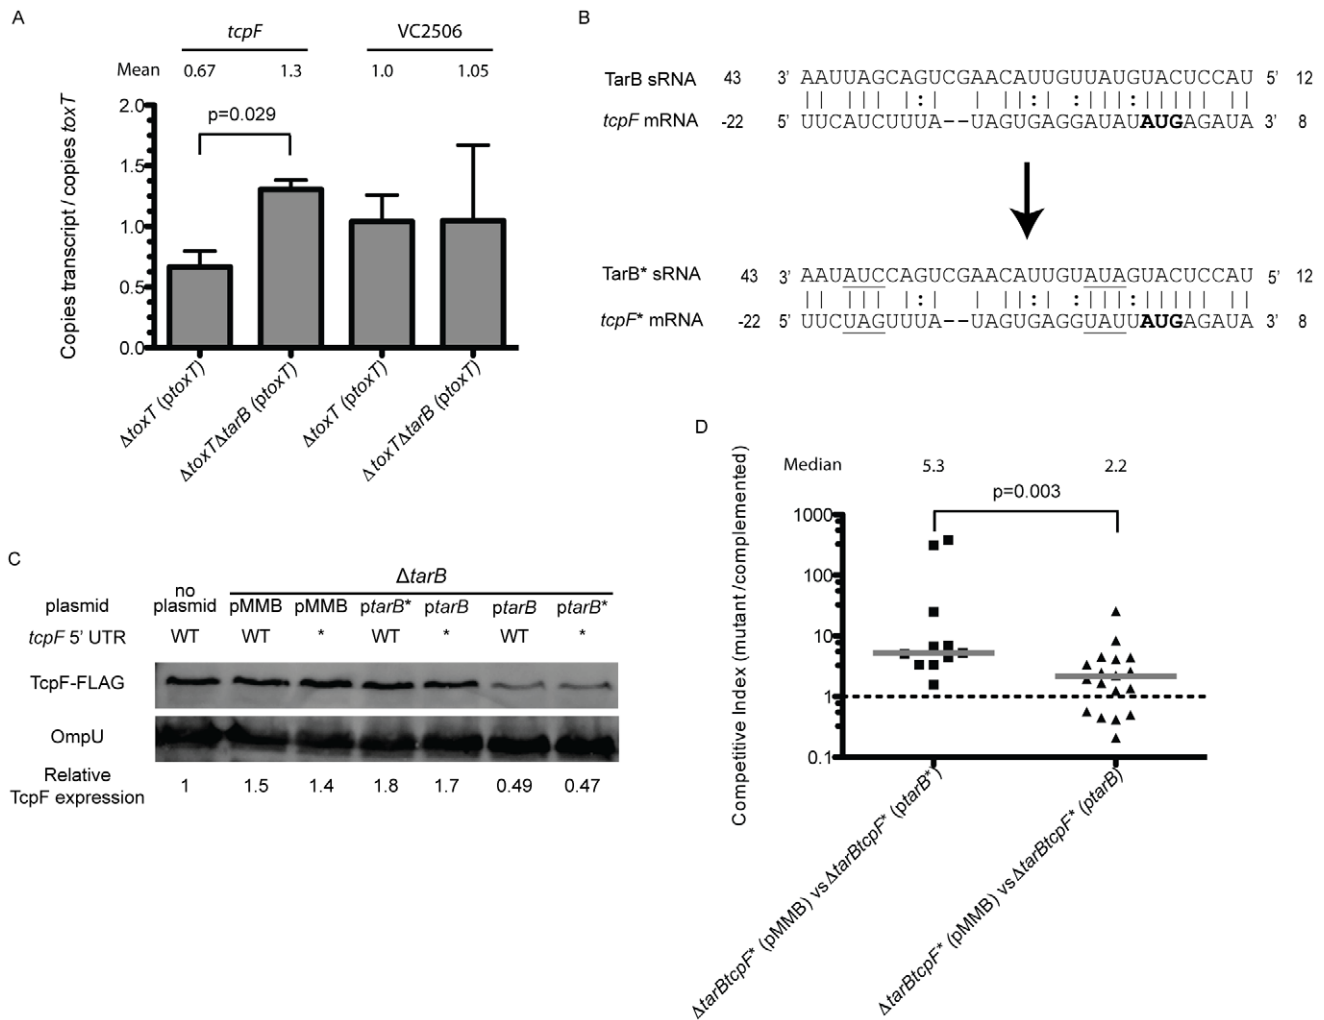 A
tcpF VC2506
Mean 0.67 1.3 1.0 1.05
p=0.029
Copies transcript / copies toxT
2.0
1.5
1.0
0.5
0.0
ΔtoxT (ptoxT)
ΔtoxTΔtarB (ptoxT)
ΔtoxT (ptoxT)
ΔtoxTΔtarB (ptoxT)
B
TarB sRNA 43 3' AAUUAGCAGUCGAACAUUGUUAUGUACUCCAU 5' 12
|| ||| |:| | ||: :|||:||||| ||
tcpF mRNA -22 5' UUCAUCUUUA--UAGUGAGGAUAUAUGAGAUA 3' 8
TarB* sRNA 43 3' AAUAUCCAGUCGAACAUUGUAUAGUACUCCAU 5' 12
|| ||| |:| | ||: :|||:||||| ||
tcpF* mRNA -22 5' UUCUAGUUUA--UAGUGAGGUAUUAUGAGAUA 3' 8
C
ΔtarB
plasmid no plasmid pMMB pMMB ptarB* ptarB ptarB ptarB*
tcpF 5' UTR WT WT * WT * WT *
TcpF-FLAG
OmpU
Relative TcpF expression 1 1.5 1.4 1.8 1.7 0.49 0.47
D
Median 5.3 2.2
p=0.003
Competitive Index (mutant /complemented)
1000
100
10
1
0.1
ΔtarBtcpF* (pMMB) vs ΔtarBtcpF* (ptarB*)
ΔtarBtcpF* (pMMB) vs ΔtarBtcpF* (ptarB)